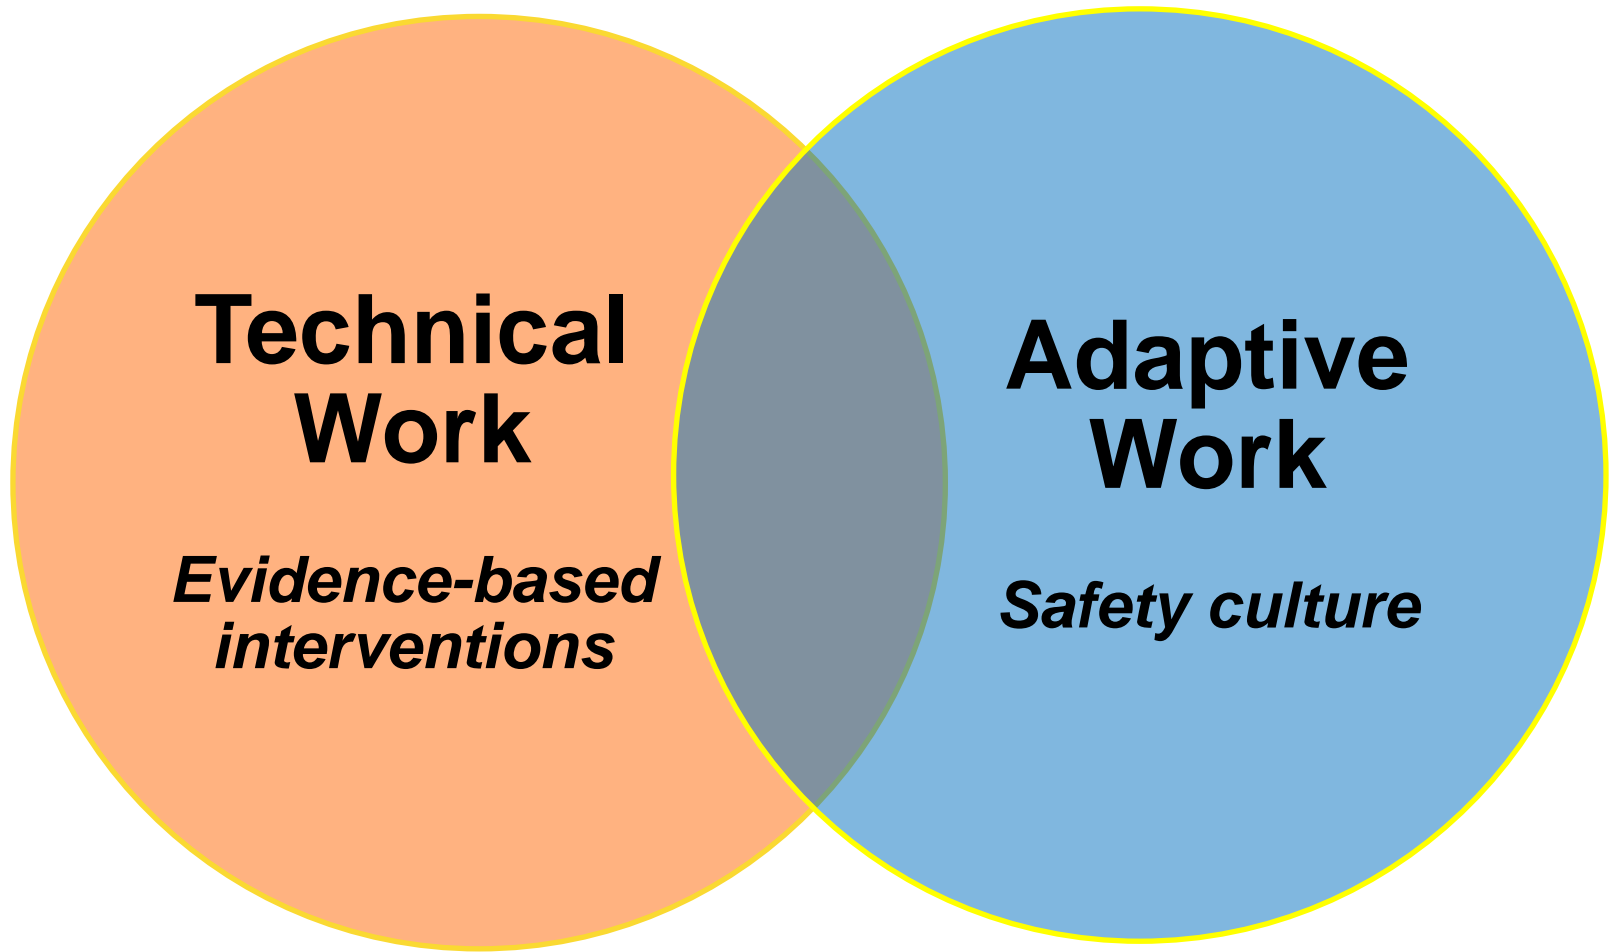 Technical
Work
Evidence-based
interventions
Adaptive
Work
Safety culture